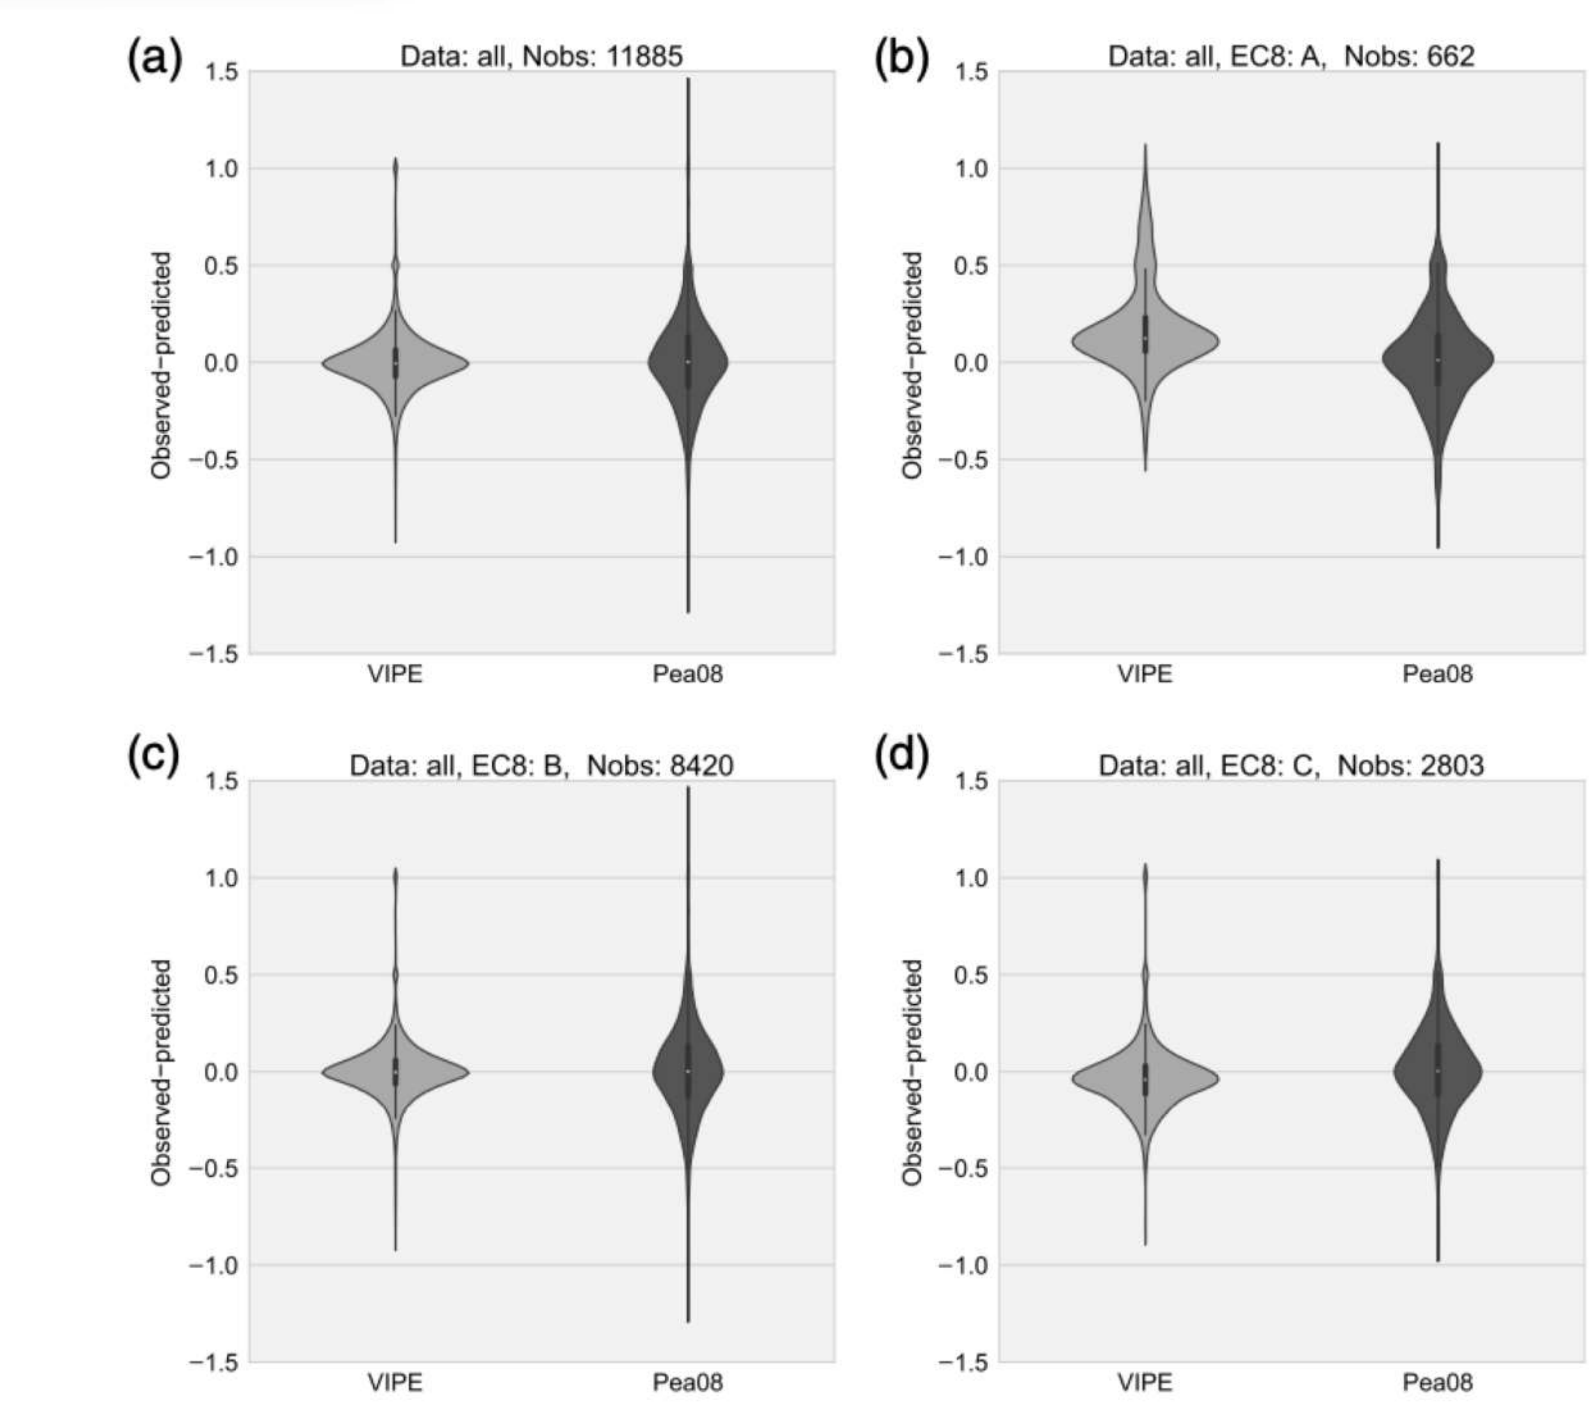 (a)
Data: all, Nobs: 11885
1.5
1.0
0.5
0.0
−0.5
−1.0
−1.5
Observed−predicted
VIPE
Pea08
(b)
Data: all, EC8: A, Nobs: 662
1.5
1.0
0.5
0.0
−0.5
−1.0
−1.5
Observed−predicted
VIPE
Pea08
(c)
Data: all, EC8: B, Nobs: 8420
1.5
1.0
0.5
0.0
−0.5
−1.0
−1.5
Observed−predicted
VIPE
Pea08
(d)
Data: all, EC8: C, Nobs: 2803
1.5
1.0
0.5
0.0
−0.5
−1.0
−1.5
Observed−predicted
VIPE
Pea08